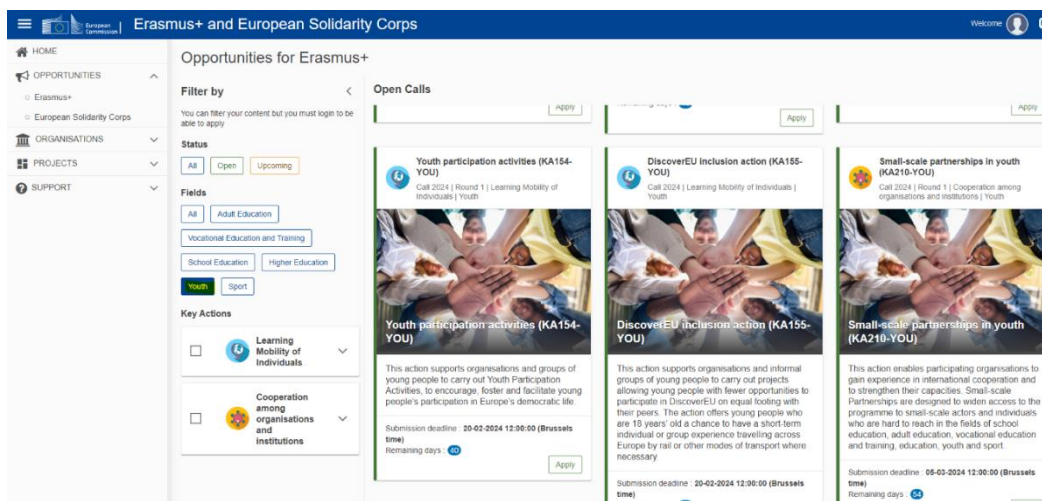 European
Commission
Erasmus+ and European Solidarity Corps
Welcome
HOME
OPPORTUNITIES
Erasmus+
European Solidarity Corps
ORGANISATIONS
PROJECTS
SUPPORT
Opportunities for Erasmus+
Filter by
You can filter your content but you must login to be
able to apply
Status
All Open Upcoming
Fields
All Adult Education
Vocational Education and Training
School Education Higher Education
Youth Sport
Key Actions
Learning
Mobility of
Individuals
Cooperation
among
organisations
and
institutions
Open Calls
Apply
Apply
Apply
Youth participation activities (KA154-
YOU)
Call 2024 | Round 1 | Learning Mobility of
Individuals | Youth
Youth participation activities (KA154-
YOU)
This action supports organisations and groups of
young people to carry out Youth Participation
Activities, to encourage, foster and facilitate young
people's participation in Europe's democratic life.
Submission deadline : 20-02-2024 12:00:00 (Brussels
time)
Remaining days : 40
Apply
DiscoverEU inclusion action (KA155-
YOU)
Call 2024 | Learning Mobility of Individuals |
Youth
DiscoverEU inclusion action (KA155-
YOU)
This action supports organisations and informal
groups of young people to carry out projects
allowing young people with fewer opportunities to
participate in DiscoverEU on equal footing with
their peers. The action offers young people who
are 18 years' old a chance to have a short-term
individual or group experience travelling across
Europe by rail or other modes of transport where
necessary
Submission deadline : 20-02-2024 12:00:00 (Brussels
time)
Small-scale partnerships in youth
(KA210-YOU)
Call 2024 | Round 1 | Cooperation among
organisations and institutions | Youth
Small-scale partnerships in youth
(KA210-YOU)
This action enables participating organisations to
gain experience in international cooperation and
to strengthen their capacities. Small-scale
Partnerships are designed to widen access to the
programme to small-scale actors and individuals
who are hard to reach in the fields of school
education, adult education, vocational education
and training, education, youth and sport.
Submission deadline : 05-03-2024 12:00:00 (Brussels
time)
Remaining days : 54